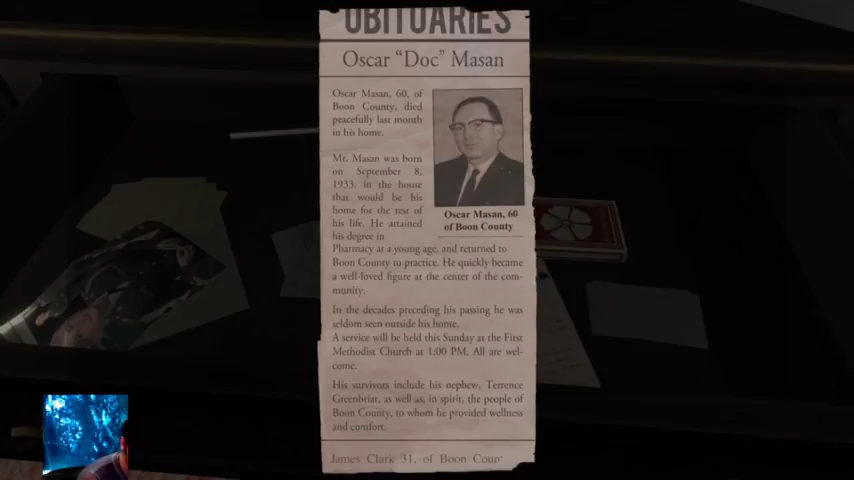 OBITUARIES
Oscar “Doc” Masan
Oscar Masan, 60, of
Boon County, died
peacefully last month
in his home.
Mr. Masan was born
on September 8,
1933, in the house
that would be his
home for the rest of
his life. He attained
his degree in
Pharmacy at a young age, and returned to
Boon County to practice. He quickly became
a well-loved figure at the center of the com-
munity.
Oscar Masan, 60
of Boon County
In the decades preceding his passing he was
seldom seen outside his home.
A service will be held this Sunday at the First
Methodist Church at 1:00 PM. All are wel-
come.
His survivors include his nephew, Terrence
Greenbriar, as well as, in spirit, the people of
Boon County, to whom he provided wellness
and comfort.
James Clark 31, of Boon